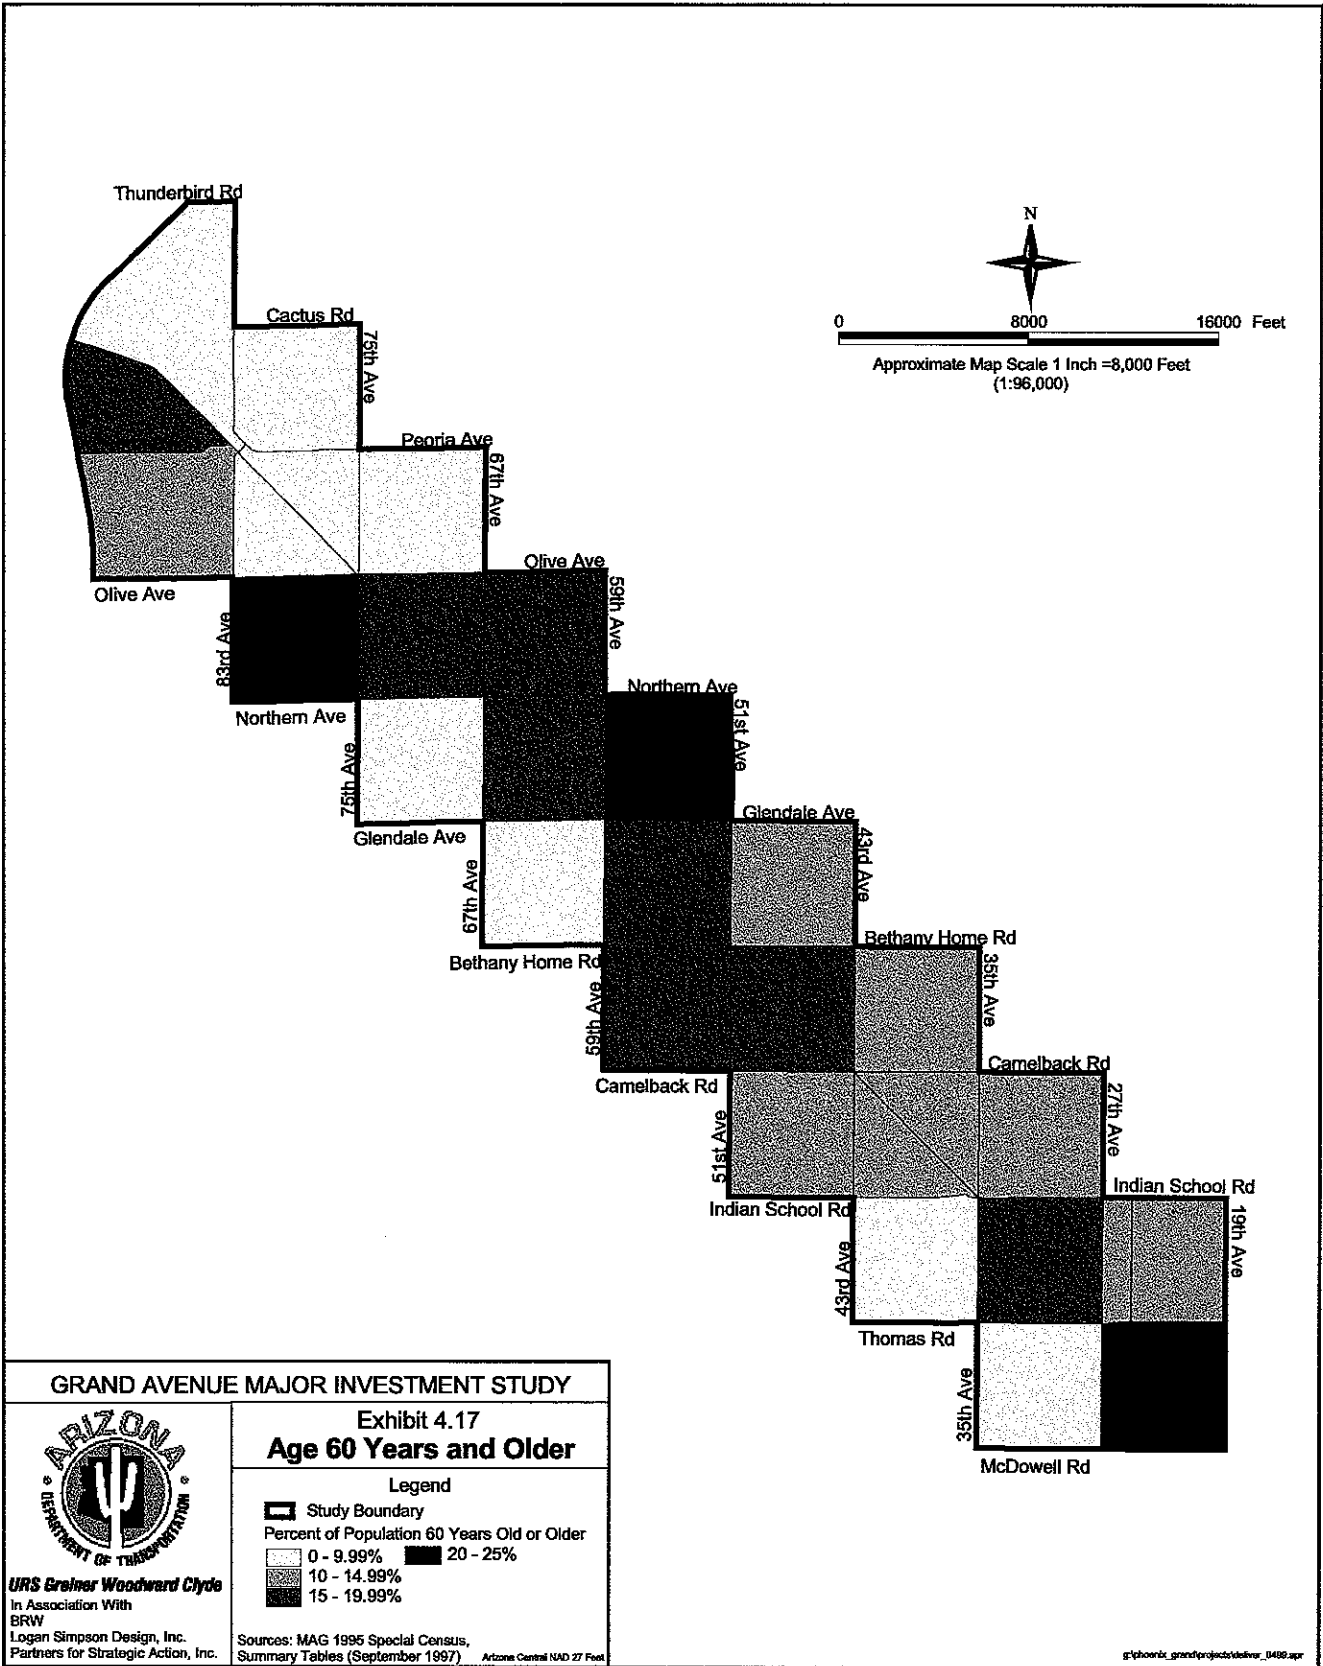 Thunderbird Rd
N
Cactus Rd
0 8000 16000 Feet
75th Ave
Approximate Map Scale 1 Inch =8,000 Feet
(1:96,000)
Peoria Ave
67th Ave
Olive Ave
Olive Ave
59th Ave
83rd Ave
Northern Ave
Northern Ave
51st Ave
75th Ave
Glendale Ave
Glendale Ave
43rd Ave
67th Ave
Bethany Home Rd
Bethany Home Rd
35th Ave
59th Ave
Camelback Rd
Camelback Rd
27th Ave
51st Ave
Indian School Rd
Indian School Rd
19th Ave
43rd Ave
Thomas Rd
35th Ave
McDowell Rd
GRAND AVENUE MAJOR INVESTMENT STUDY
ARIZONA
DEPARTMENT OF TRANSPORTATION
URS Greiner Woodward Clyde
In Association With
BRW
Logan Simpson Design, Inc.
Partners for Strategic Action, Inc.
Exhibit 4.17
Age 60 Years and Older
Legend
Study Boundary
Percent of Population 60 Years Old or Older
0 - 9.99% 20 - 25%
10 - 14.99%
15 - 19.99%
Sources: MAG 1995 Special Census,
Summary Tables (September 1997) Arizona Central NAD 27 Feet